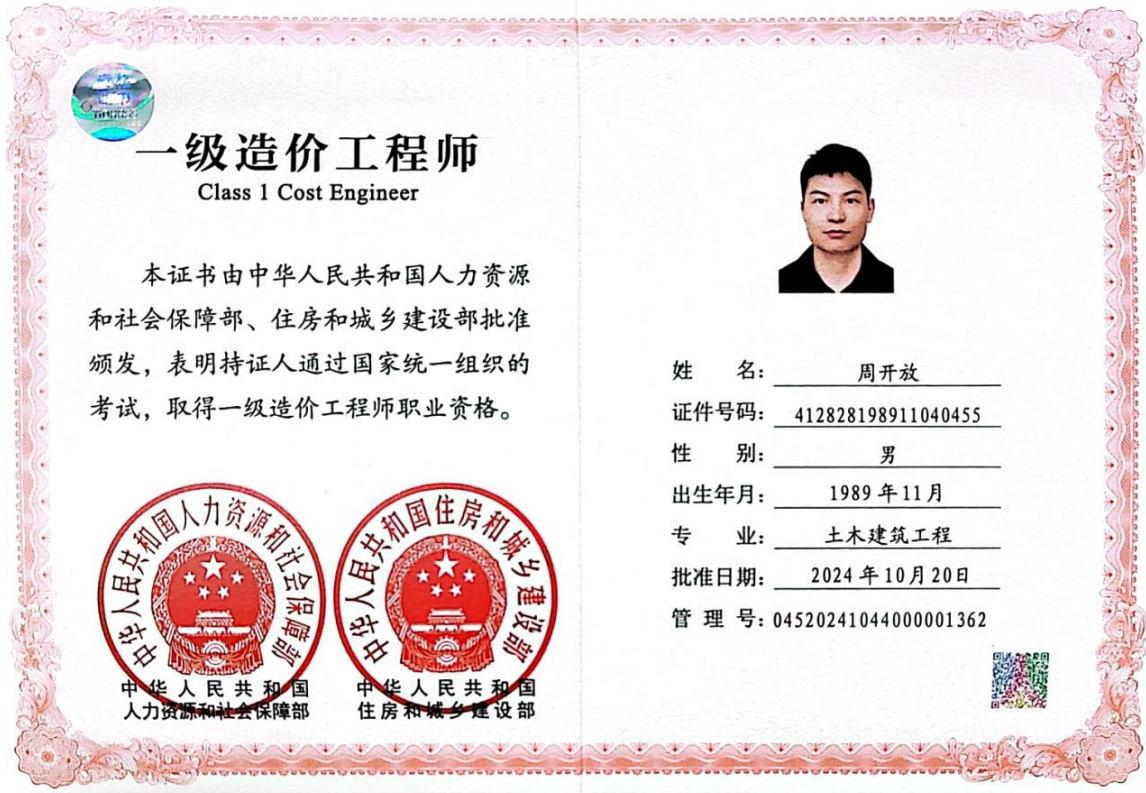 一级造价工程师
Class 1 Cost Engineer
本证书由中华人民共和国人力资源
和社会保障部、住房和城乡建设部批准
颁发，表明持证人通过国家统一组织的
考试，取得一级造价工程师职业资格。
中华人民共和国人力资源和社会保障部
中华人民共和国住房和城乡建设部
中华人民共和国
人力资源和社会保障部
中华人民共和国
住房和城乡建设部
姓 名：周开放
证件号码：412828198911040455
性 别：男
出生年月：1989年11月
专 业：土木建筑工程
批准日期：2024年10月20日
管 理 号：04520241044000001362